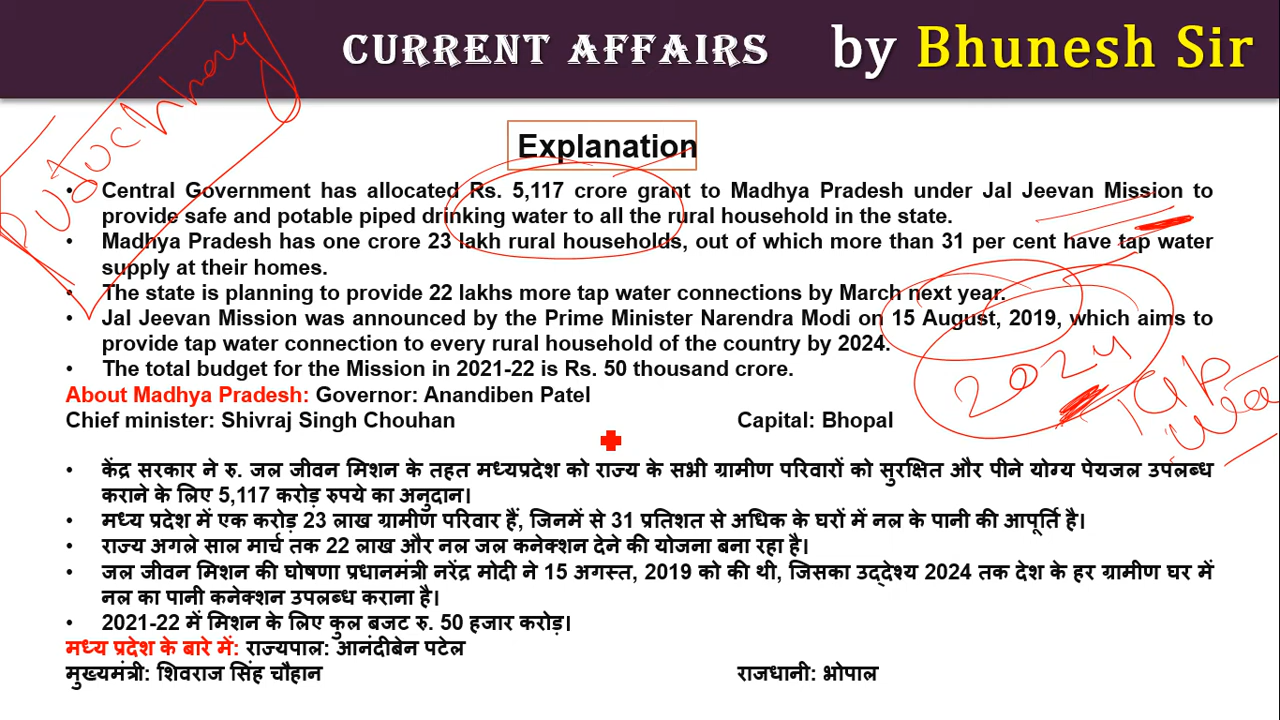 CURRENT AFFAIRS by Bhunesh Sir
Puducherry
Explanation
• Central Government has allocated Rs. 5,117 crore grant to Madhya Pradesh under Jal Jeevan Mission to
provide safe and potable piped drinking water to all the rural household in the state.
• Madhya Pradesh has one crore 23 lakh rural households, out of which more than 31 per cent have tap water
supply at their homes.
• The state is planning to provide 22 lakhs more tap water connections by March next year.
• Jal Jeevan Mission was announced by the Prime Minister Narendra Modi on 15 August, 2019, which aims to
provide tap water connection to every rural household of the country by 2024.
• The total budget for the Mission in 2021-22 is Rs. 50 thousand crore.
2024
Tap
About Madhya Pradesh: Governor: Anandiben Patel
Chief minister: Shivraj Singh Chouhan Capital: Bhopal
• केंद्र सरकार ने रु. जल जीवन मिशन के तहत मध्यप्रदेश को राज्य के सभी ग्रामीण परिवारों को सुरक्षित और पीने योग्य पेयजल उपलब्ध
कराने के लिए 5,117 करोड़ रुपये का अनुदान।
• मध्य प्रदेश में एक करोड़ 23 लाख ग्रामीण परिवार हैं, जिनमें से 31 प्रतिशत से अधिक के घरों में नल के पानी की आपूर्ति है।
• राज्य अगले साल मार्च तक 22 लाख और नल जल कनेक्शन देने की योजना बना रहा है।
• जल जीवन मिशन की घोषणा प्रधानमंत्री नरेंद्र मोदी ने 15 अगस्त, 2019 को की थी, जिसका उद्देश्य 2024 तक देश के हर ग्रामीण घर में
नल का पानी कनेक्शन उपलब्ध कराना है।
• 2021-22 में मिशन के लिए कुल बजट रु. 50 हजार करोड़।
मध्य प्रदेश के बारे में: राज्यपाल: आनंदीबेन पटेल
मुख्यमंत्री: शिवराज सिंह चौहान राजधानी: भोपाल